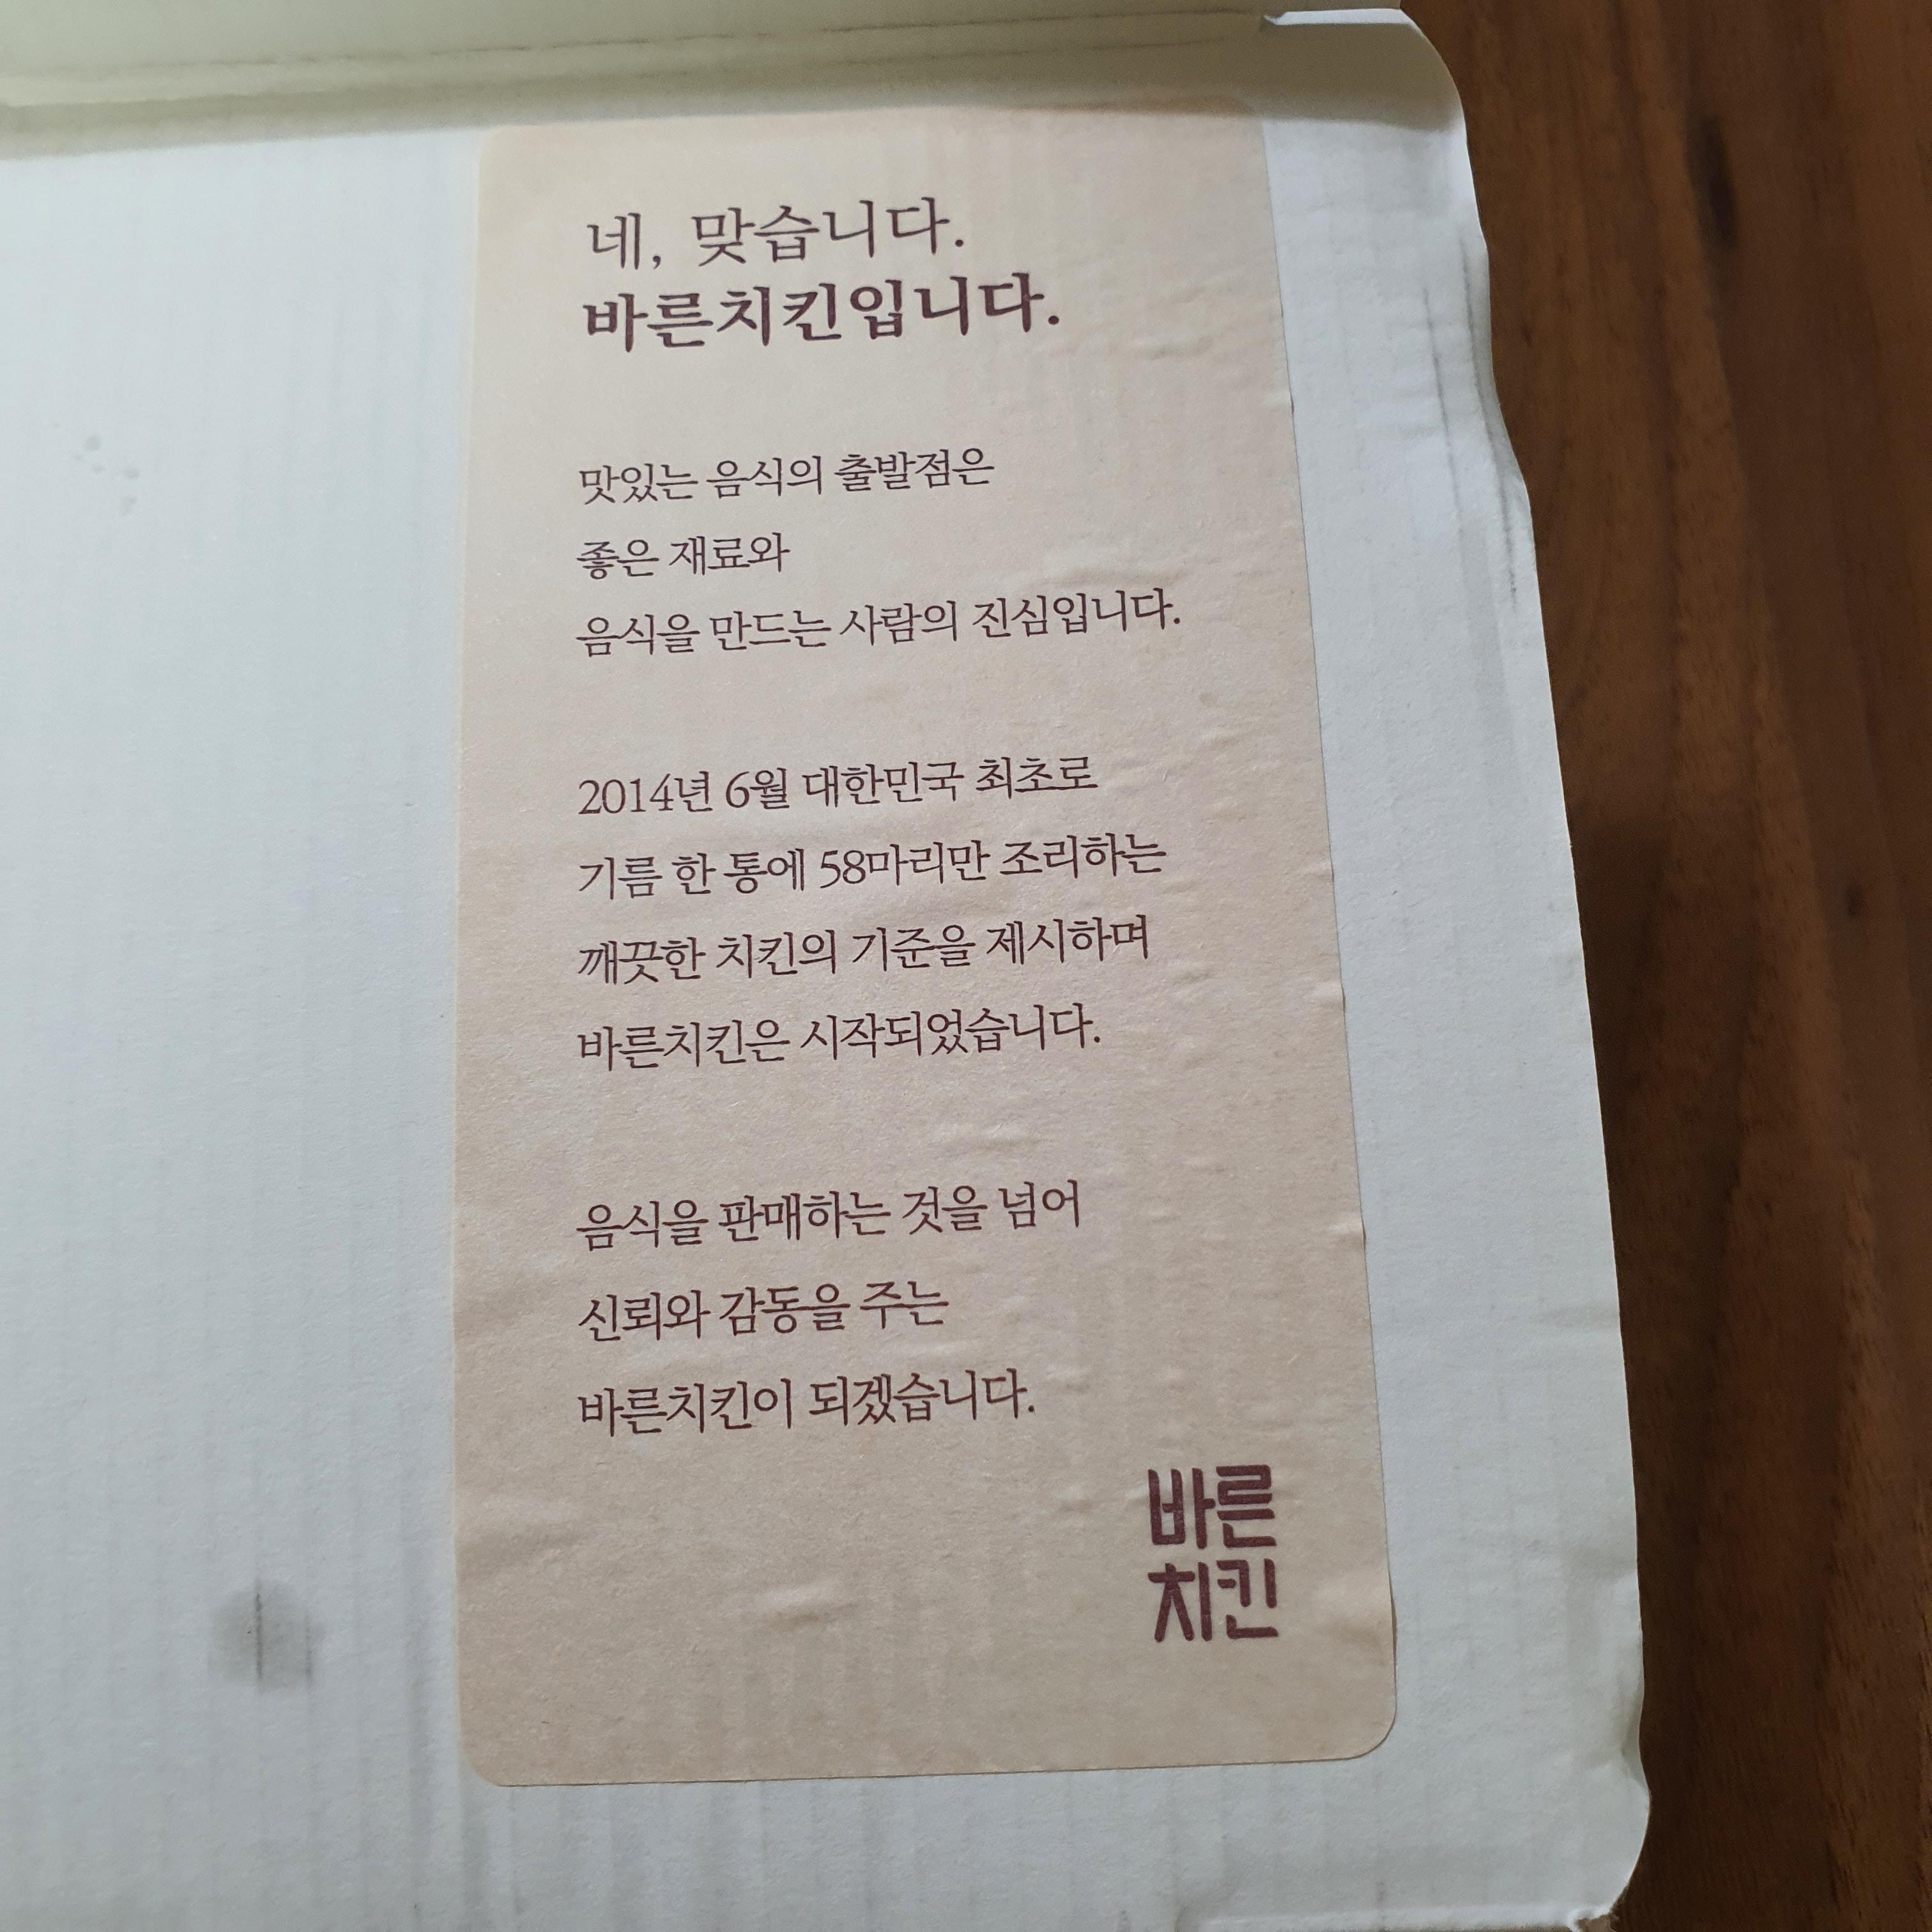 네, 맞습니다.
바른치킨입니다.
맛있는 음식의 출발점은
좋은 재료와
음식을 만드는 사람의 진심입니다.
2014년 6월 대한민국 최초로
기름 한 통에 58마리만 조리하는
깨끗한 치킨의 기준을 제시하며
바른치킨은 시작되었습니다.
음식을 판매하는 것을 넘어
신뢰와 감동을 주는
바른치킨이 되겠습니다.
바른
치킨